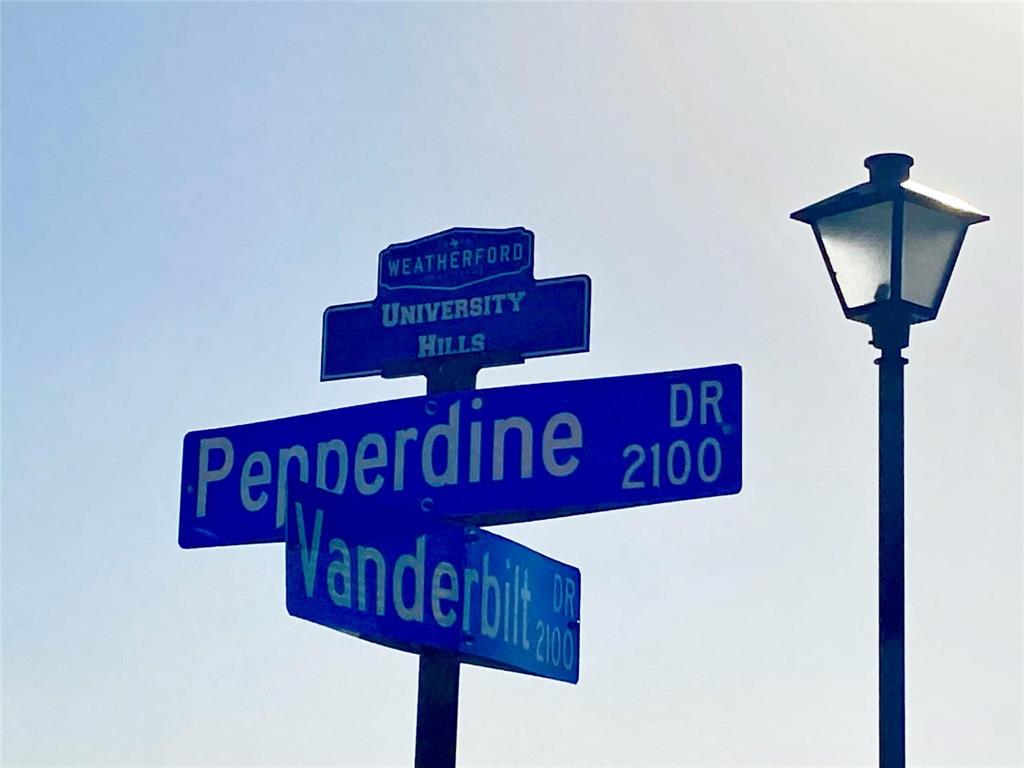 WEATHERFORD
UNIVERSITY
HILLS
Pepperdine DR
2100
Vanderbilt DR
2100